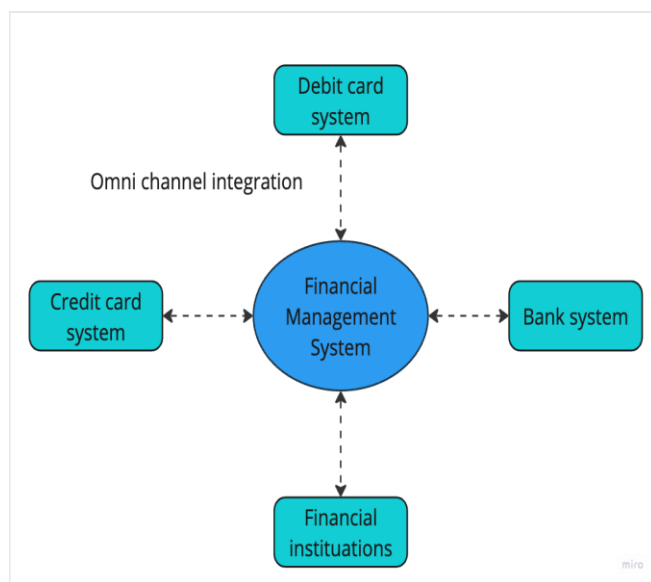 Debit card
system
Omni channel integration
Financial
Management
System
Credit card
system
Bank system
Financial
instituations
miro